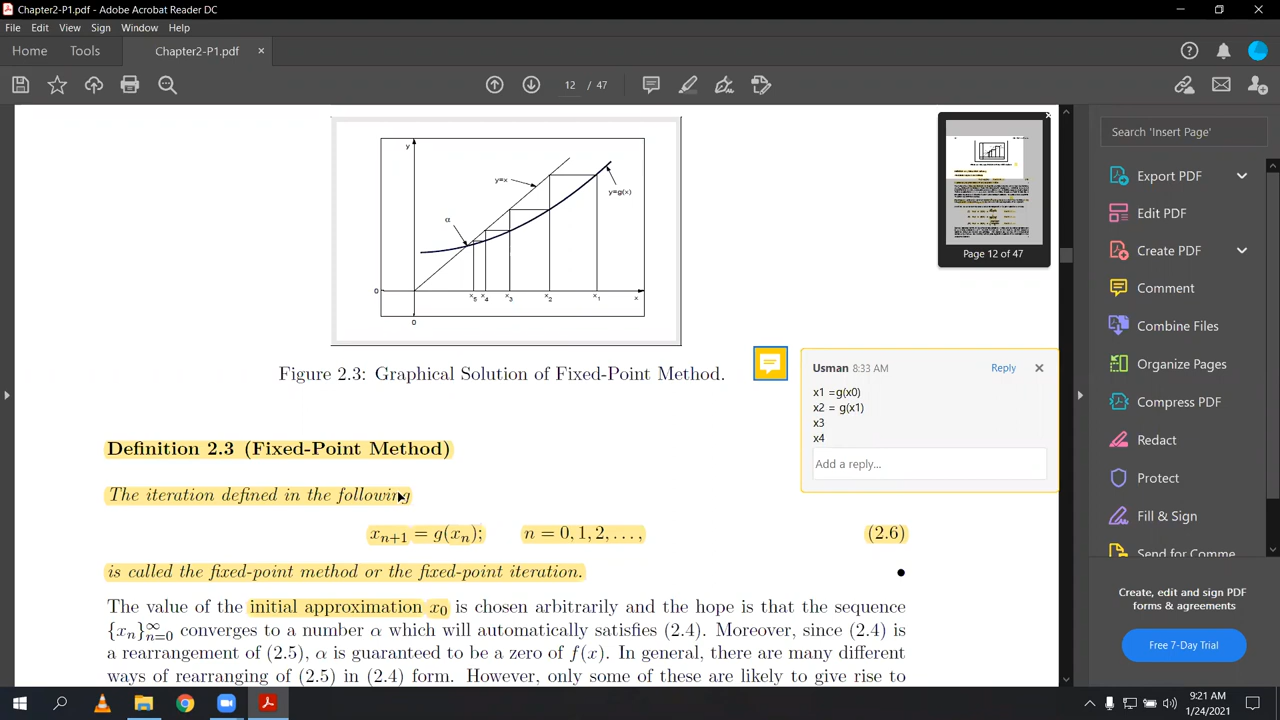 Chapter2-P1.pdf - Adobe Acrobat Reader DC
File Edit View Sign Window Help
Home Tools Chapter2-P1.pdf ×
12 / 47
y
y=x
y=g(x)
α
0
x5 x4 x3 x2 x1 x
0
Figure 2.3: Graphical Solution of Fixed-Point Method.
Definition 2.3 (Fixed-Point Method)
The iteration defined in the following
xₙ₊₁ = g(xₙ); n = 0, 1, 2, . . . , (2.6)
is called the fixed-point method or the fixed-point iteration. •
The value of the initial approximation x₀ is chosen arbitrarily and the hope is that the sequence
{xₙ}∞ₙ₌₀ converges to a number α which will automatically satisfies (2.4). Moreover, since (2.4) is
a rearrangement of (2.5), α is guaranteed to be a zero of f(x). In general, there are many different
ways of rearranging of (2.5) in (2.4) form. However, only some of these are likely to give rise to
Page 12 of 47
Usman 8:33 AM Reply
x1 =g(x0)
x2 = g(x1)
x3
x4
Add a reply...
Search 'Insert Page'
Export PDF
Edit PDF
Create PDF
Comment
Combine Files
Organize Pages
Compress PDF
Redact
Protect
Fill & Sign
Send for Comme
Create, edit and sign PDF
forms & agreements
Free 7-Day Trial
9:21 AM
1/24/2021